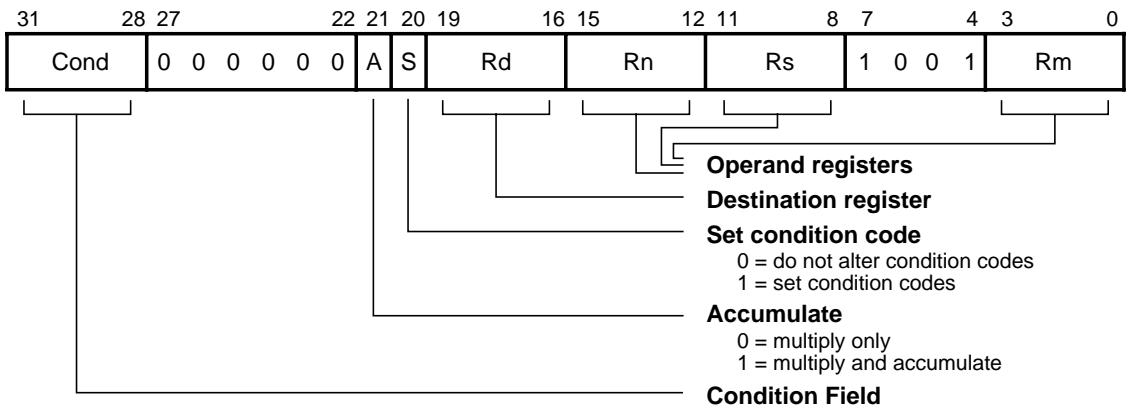 31 28 27 22 21 20 19 16 15 12 11 8 7 4 3 0
Cond 0 0 0 0 0 0 A S Rd Rn Rs 1 0 0 1 Rm
Operand registers
Destination register
Set condition code
0 = do not alter condition codes
1 = set condition codes
Accumulate
0 = multiply only
1 = multiply and accumulate
Condition Field